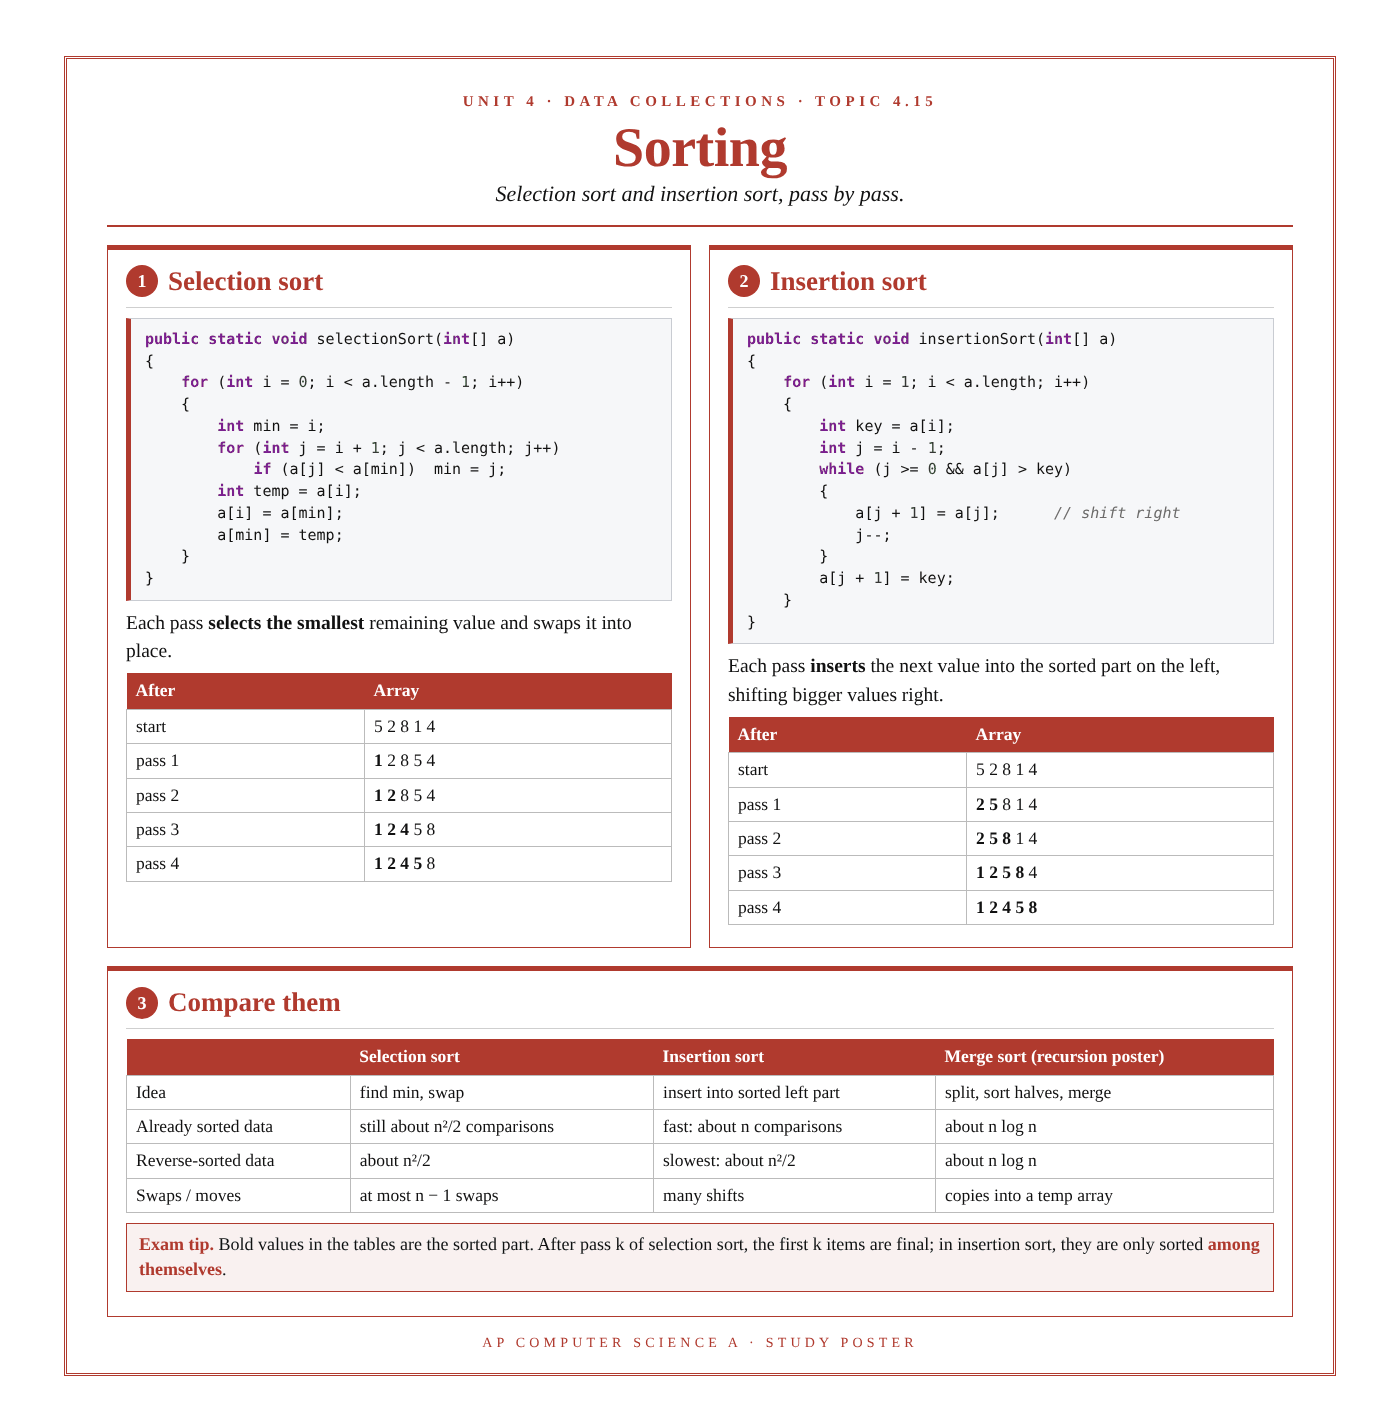 UNIT 4 · DATA COLLECTIONS · TOPIC 4.15
Sorting
Selection sort and insertion sort, pass by pass.
1 Selection sort
public static void selectionSort(int[] a)
{
    for (int i = 0; i < a.length - 1; i++)
    {
        int min = i;
        for (int j = i + 1; j < a.length; j++)
            if (a[j] < a[min])  min = j;
        int temp = a[i];
        a[i] = a[min];
        a[min] = temp;
    }
}
Each pass selects the smallest remaining value and swaps it into
place.
After Array
start 5 2 8 1 4
pass 1 1 2 8 5 4
pass 2 1 2 8 5 4
pass 3 1 2 4 5 8
pass 4 1 2 4 5 8
2 Insertion sort
public static void insertionSort(int[] a)
{
    for (int i = 1; i < a.length; i++)
    {
        int key = a[i];
        int j = i - 1;
        while (j >= 0 && a[j] > key)
        {
            a[j + 1] = a[j];      // shift right
            j--;
        }
        a[j + 1] = key;
    }
}
Each pass inserts the next value into the sorted part on the left,
shifting bigger values right.
After Array
start 5 2 8 1 4
pass 1 2 5 8 1 4
pass 2 2 5 8 1 4
pass 3 1 2 5 8 4
pass 4 1 2 4 5 8
3 Compare them
Selection sort Insertion sort Merge sort (recursion poster)
Idea find min, swap insert into sorted left part split, sort halves, merge
Already sorted data still about n²/2 comparisons fast: about n comparisons about n log n
Reverse-sorted data about n²/2 slowest: about n²/2 about n log n
Swaps / moves at most n − 1 swaps many shifts copies into a temp array
Exam tip. Bold values in the tables are the sorted part. After pass k of selection sort, the first k items are final; in insertion sort, they are only sorted among
themselves.
AP COMPUTER SCIENCE A · STUDY POSTER